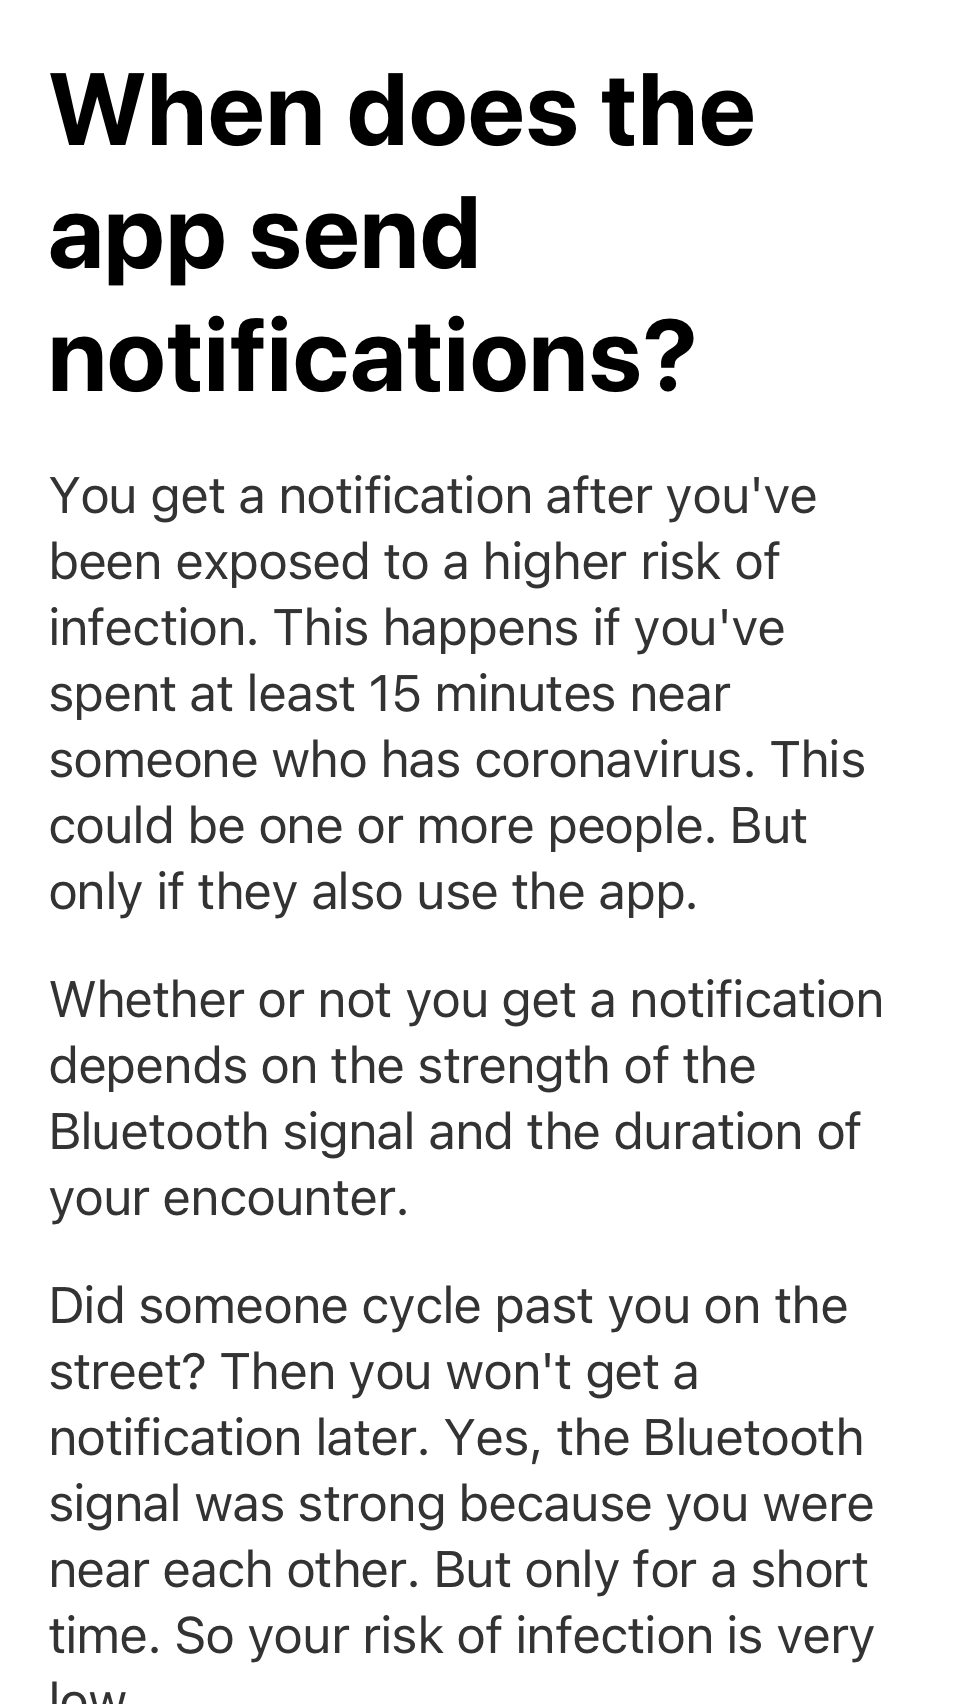 When does the
app send
notifications?
You get a notification after you've
been exposed to a higher risk of
infection. This happens if you've
spent at least 15 minutes near
someone who has coronavirus. This
could be one or more people. But
only if they also use the app.
Whether or not you get a notification
depends on the strength of the
Bluetooth signal and the duration of
your encounter.
Did someone cycle past you on the
street? Then you won't get a
notification later. Yes, the Bluetooth
signal was strong because you were
near each other. But only for a short
time. So your risk of infection is very
low